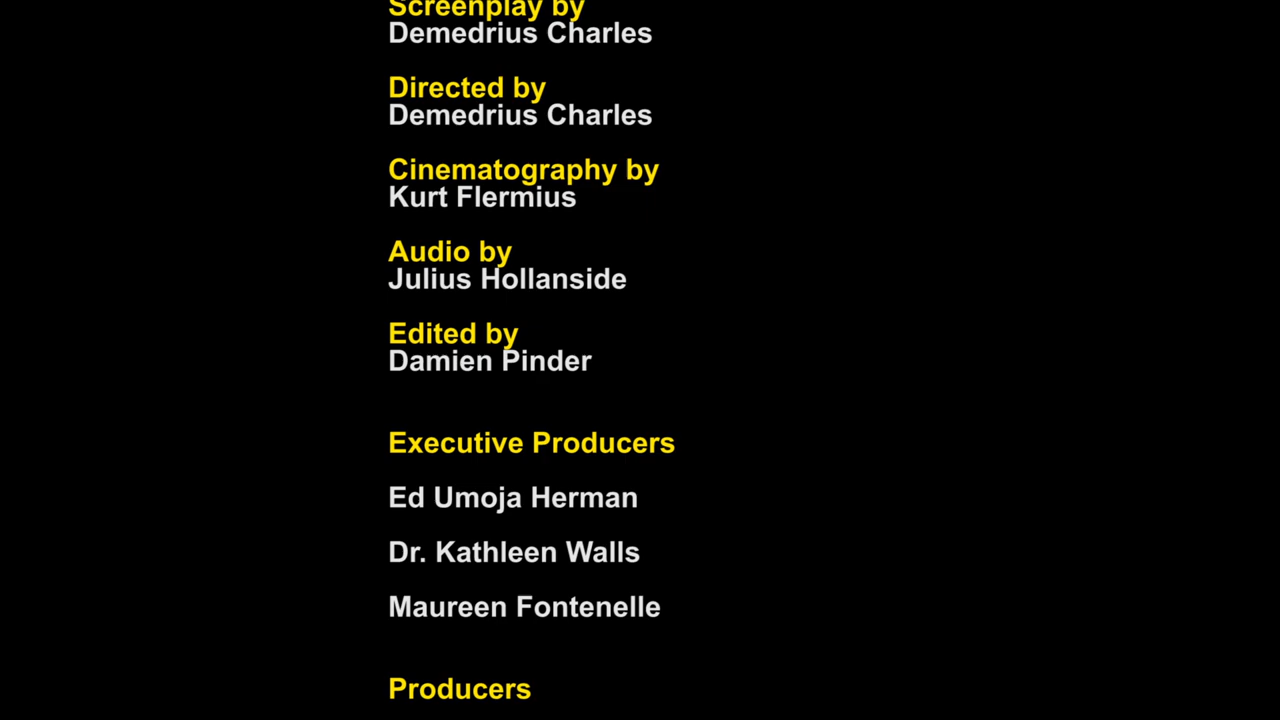 Screenplay by
Demedrius Charles
Directed by
Demedrius Charles
Cinematography by
Kurt Flermius
Audio by
Julius Hollanside
Edited by
Damien Pinder
Executive Producers
Ed Umoja Herman
Dr. Kathleen Walls
Maureen Fontenelle
Producers